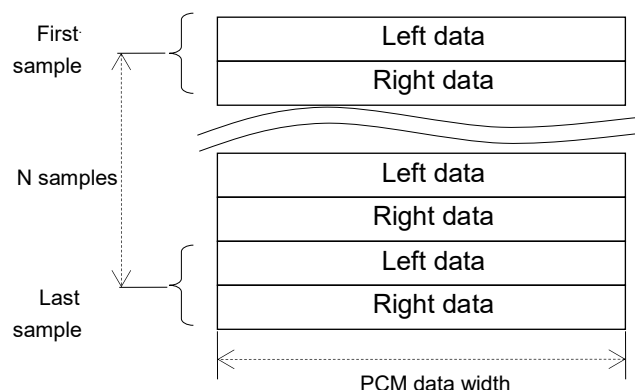 First
sample
Left data
Right data
N samples
Left data
Right data
Left data
Right data
Last
sample
PCM data width